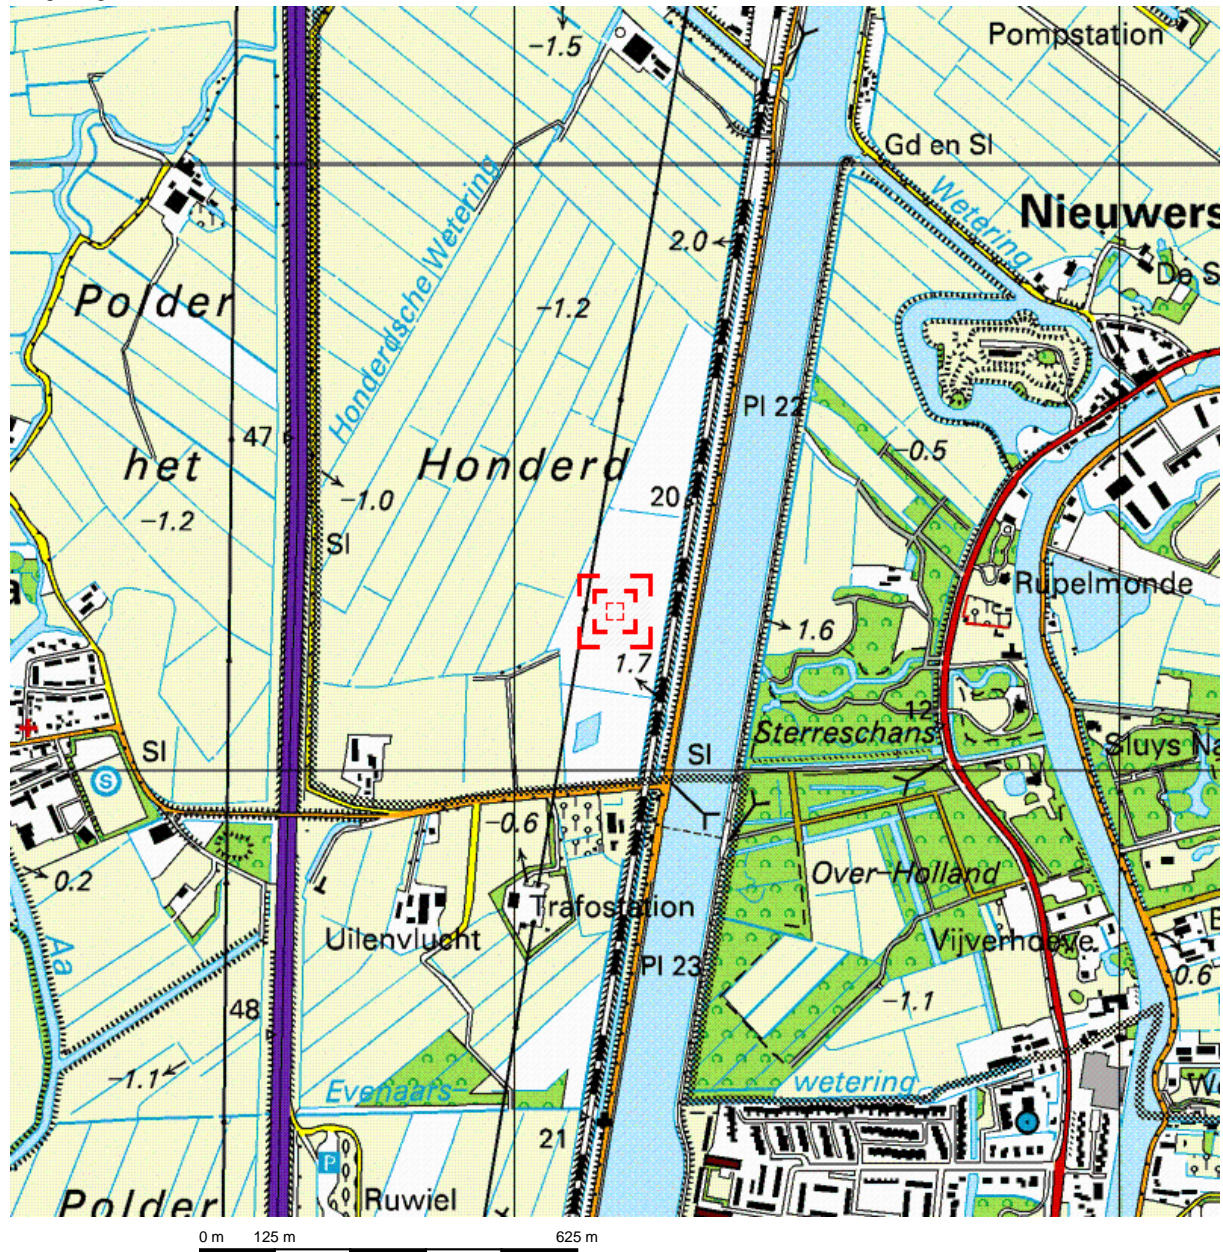 −1.5
Pompstation
Gd en Sl
Wetering
Nieuwers
De S
2.0
Honderdsche Wetering
Polder
−1.2
Pl 22
47
het
Honderd
−0.5
−1.0
20
−1.2
Sl
a
Rupelmonde
1.6
1.7
12
Sterreschans
Sluys Na
Sl
Sl
S
−0.6
0.2
Over-Holland
Trafostation
Uilenvlucht
Vijverhoeve
Aa
Pl 23
0.6
−1.1
48
−1.1
Evenaars
wetering
21
P
Ruwiel
Polder
0 m 125 m 625 m